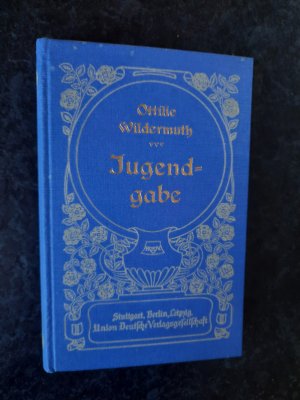 Ottilie
Wildermuth
Jugend-
gabe
Stuttgart, Berlin, Leipzig
Union Deutsche Verlagsgesellschaft